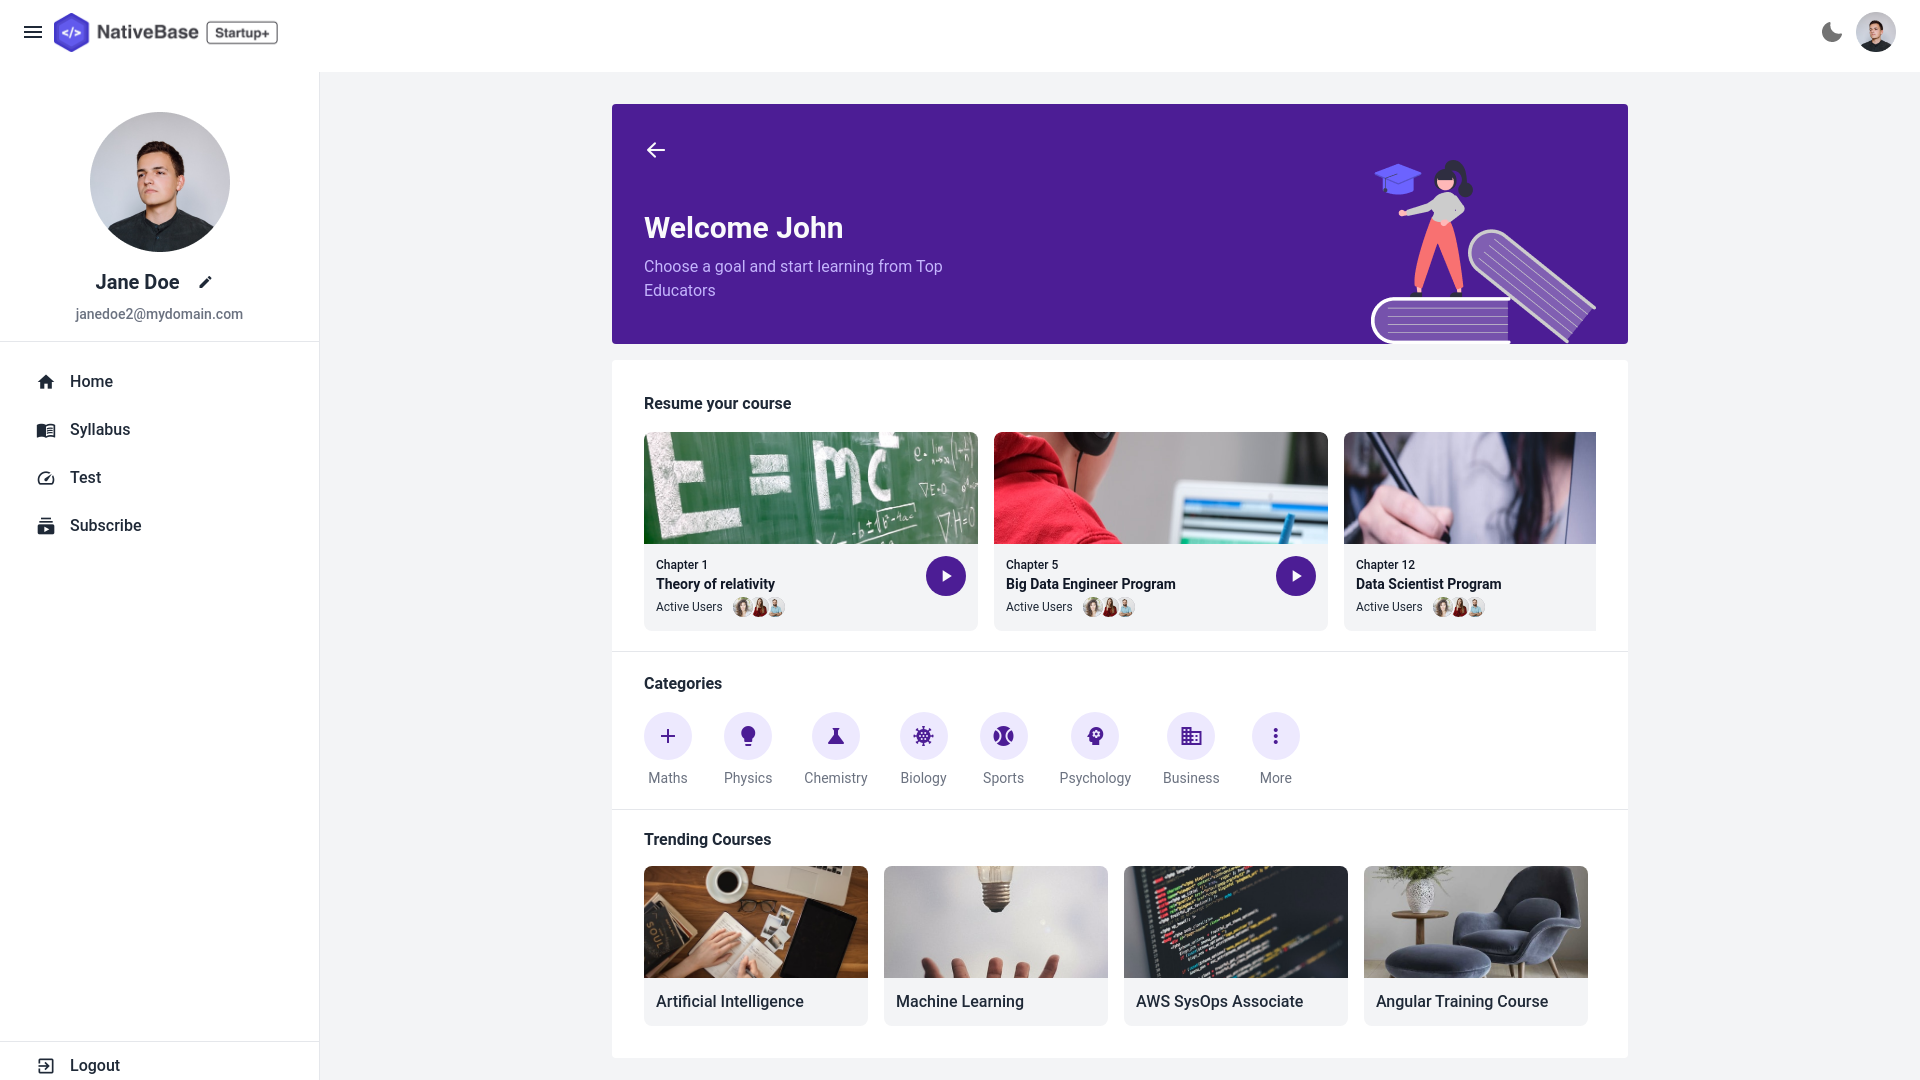 </> NativeBase Startup+
Jane Doe
janedoe2@mydomain.com
Home
Syllabus
Test
Subscribe
Logout
Welcome John
Choose a goal and start learning from Top
Educators
Resume your course
E = mc
Chapter 1
Theory of relativity
Active Users
Chapter 5
Big Data Engineer Program
Active Users
Chapter 12
Data Scientist Program
Active Users
Categories
Maths
Physics
Chemistry
Biology
Sports
Psychology
Business
More
Trending Courses
SOUL
Artificial Intelligence
Machine Learning
AWS SysOps Associate
Angular Training Course